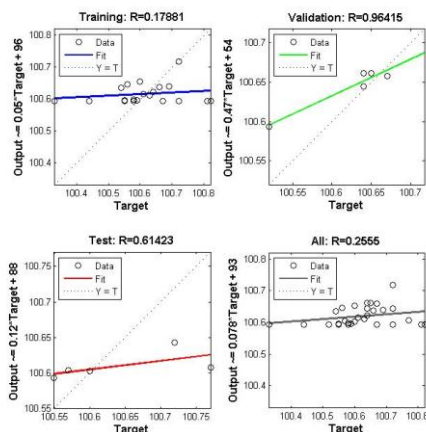 Training: R=0.17881
Output ~= 0.05*Target + 96
100.8
100.7
100.6
100.5
100.4
Data
Fit
Y = T
100.4 100.5 100.6 100.7 100.8
Target
Validation: R=0.96415
Output ~= 0.47*Target + 54
100.7
100.65
100.6
100.55
Data
Fit
Y = T
100.55 100.6 100.65 100.7
Target
Test: R=0.61423
Output ~= 0.12*Target + 88
100.75
100.7
100.65
100.6
100.55
Data
Fit
Y = T
100.55 100.6 100.65 100.7 100.75
Target
All: R=0.2555
Output ~= 0.078*Target + 93
100.8
100.7
100.6
100.5
100.4
Data
Fit
Y = T
100.4 100.5 100.6 100.7 100.8
Target